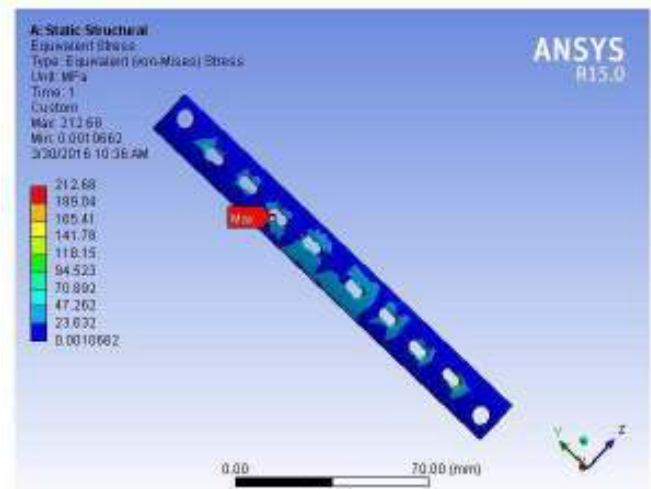 A: Static Structural
Equivalent Stress
Type: Equivalent (von-Mises) Stress
Unit: MPa
Time: 1
Custom
Max: 212.68
Min: 0.0010662
3/30/2016 10:36 AM
212.68
189.04
165.41
141.78
118.15
94.523
70.892
47.262
23.632
0.0010662
ANSYS
R15.0
Max
0.00
70.00 (mm)
Y
Z